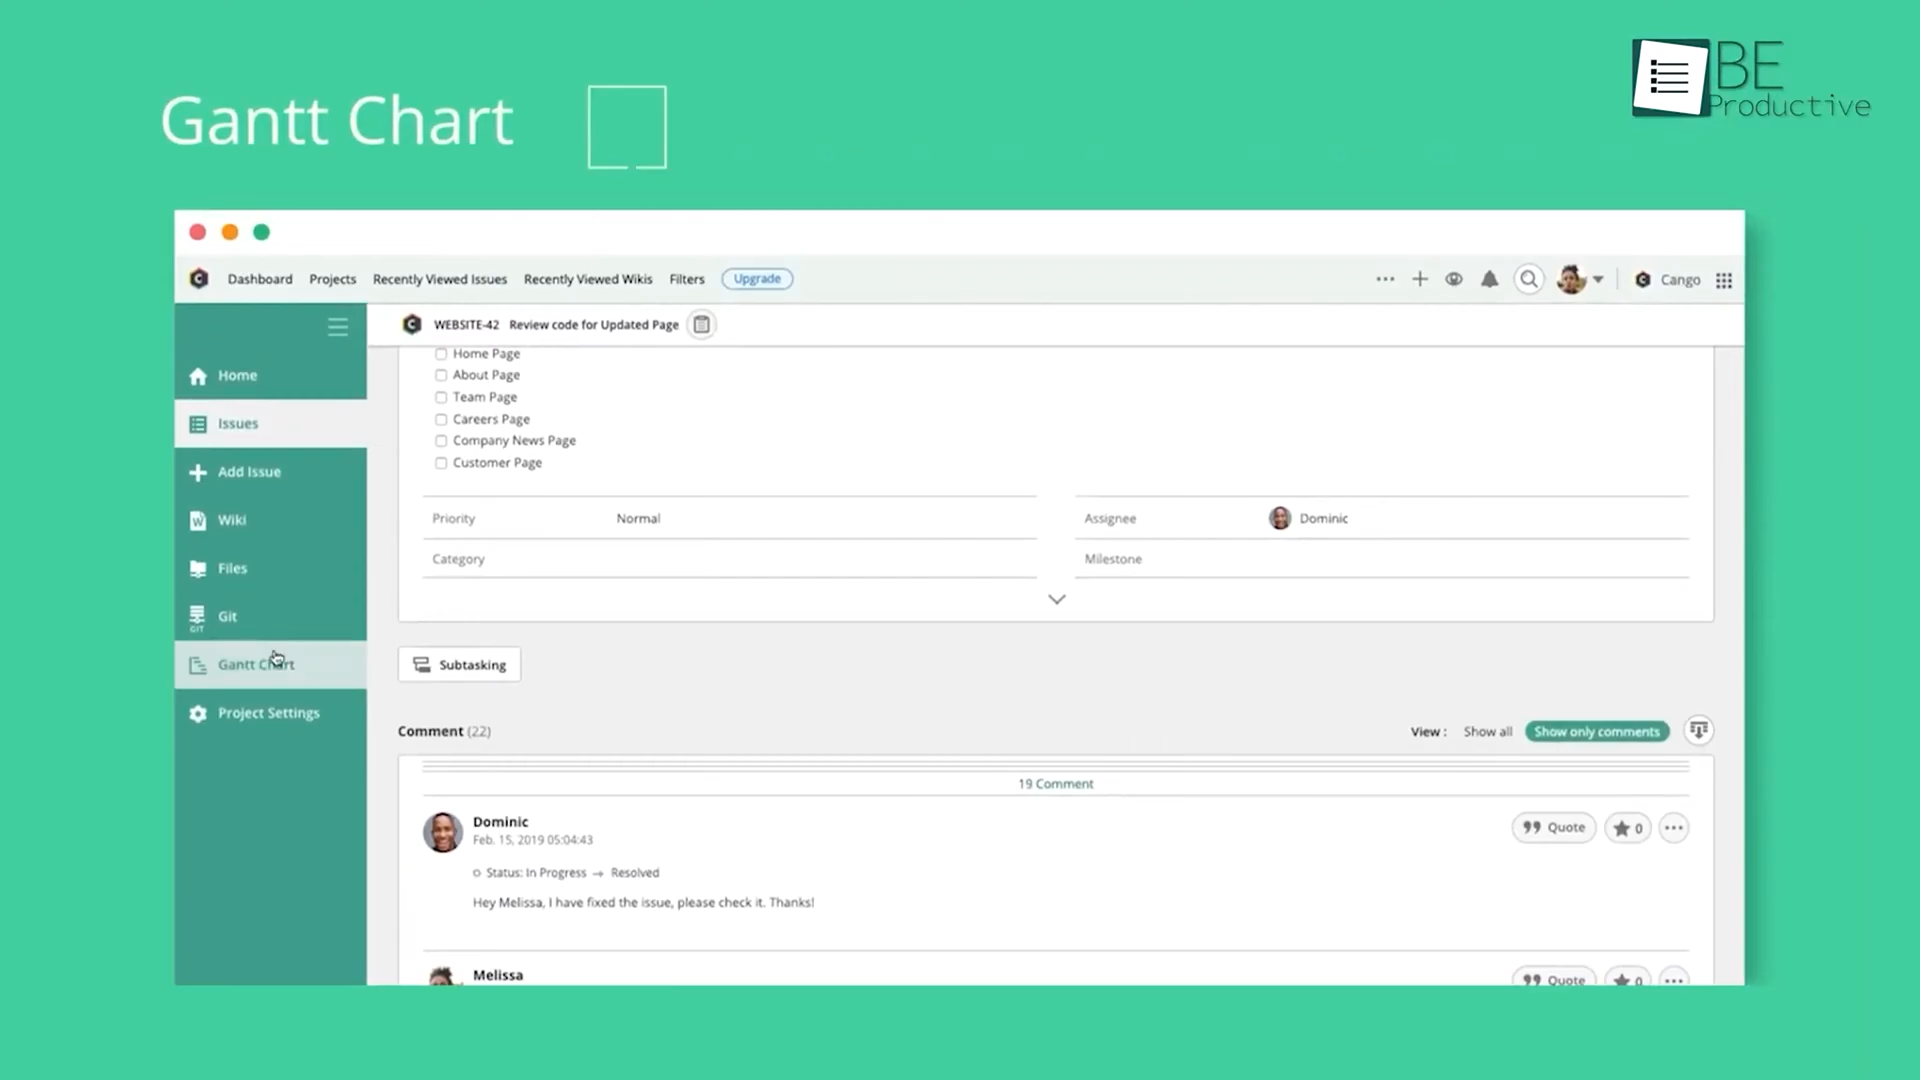 BE
Productive
Gantt Chart
Dashboard Projects Recently Viewed Issues Recently Viewed Wikis Filters Upgrade Cango
WEBSITE-42 Review code for Updated Page
Home
Issues
Add Issue
Wiki
Files
GIT Git
Gantt Chart
Project Settings
Home Page
About Page
Team Page
Careers Page
Company News Page
Customer Page
Priority Normal Assignee Dominic
Category Milestone
Subtasking
Comment (22) View : Show all Show only comments
19 Comment
Dominic
Feb. 15, 2019 05:04:43
Quote 0
Status: In Progress → Resolved
Hey Melissa, I have fixed the issue, please check it. Thanks!
Melissa
Quote 0